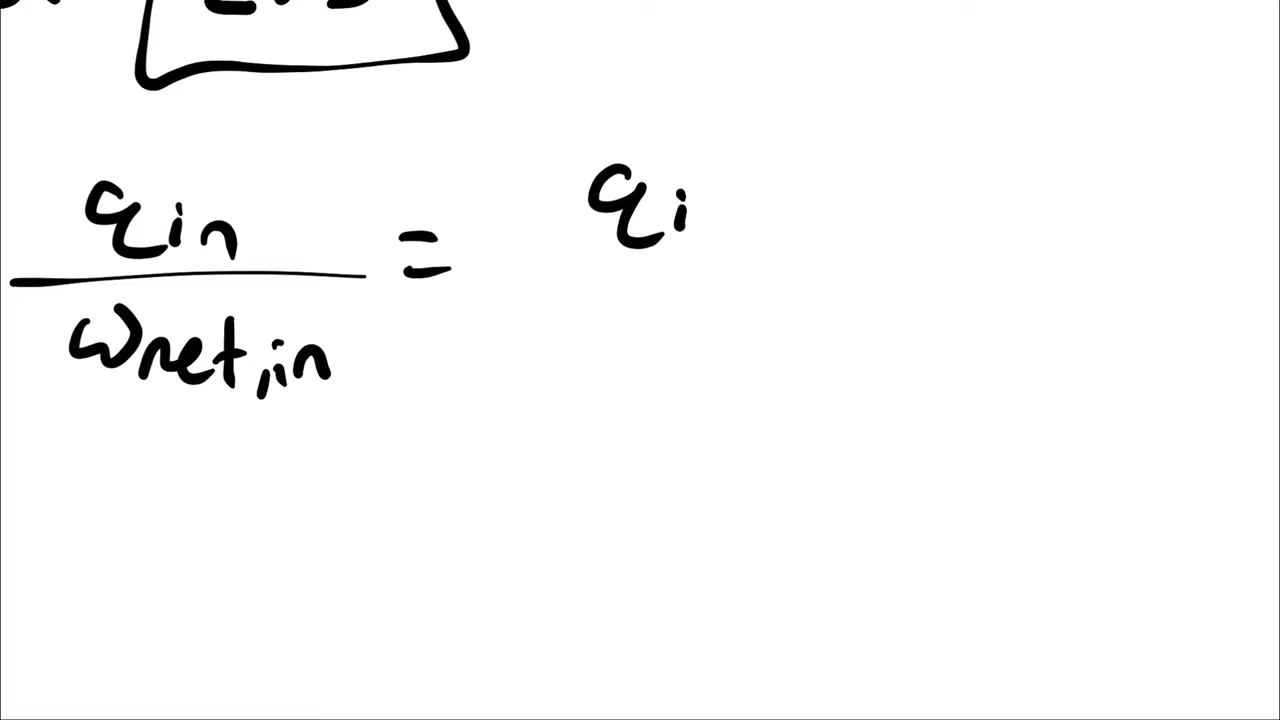 qin = qi
wnet,in